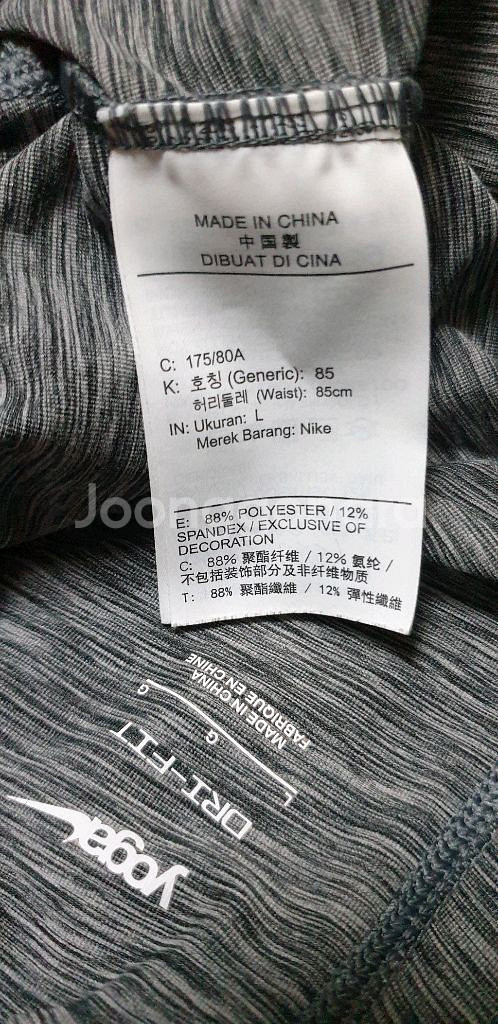 MADE IN CHINA
中国製
DIBUAT DI CINA
C: 175/80A
K: 호칭 (Generic): 85
허리둘레 (Waist): 85cm
IN: Ukuran: L
Merek Barang: Nike
E: 88% POLYESTER / 12%
SPANDEX / EXCLUSIVE OF
DECORATION
C: 88% 聚酯纤维 / 12% 氨纶 /
不包括装饰部分及非纤维物质
T: 88% 聚酯纖維 / 12% 彈性纖維
yoga
DRI-FIT
L
G
G
MADE IN CHINA
FABRIQUE EN CHINE